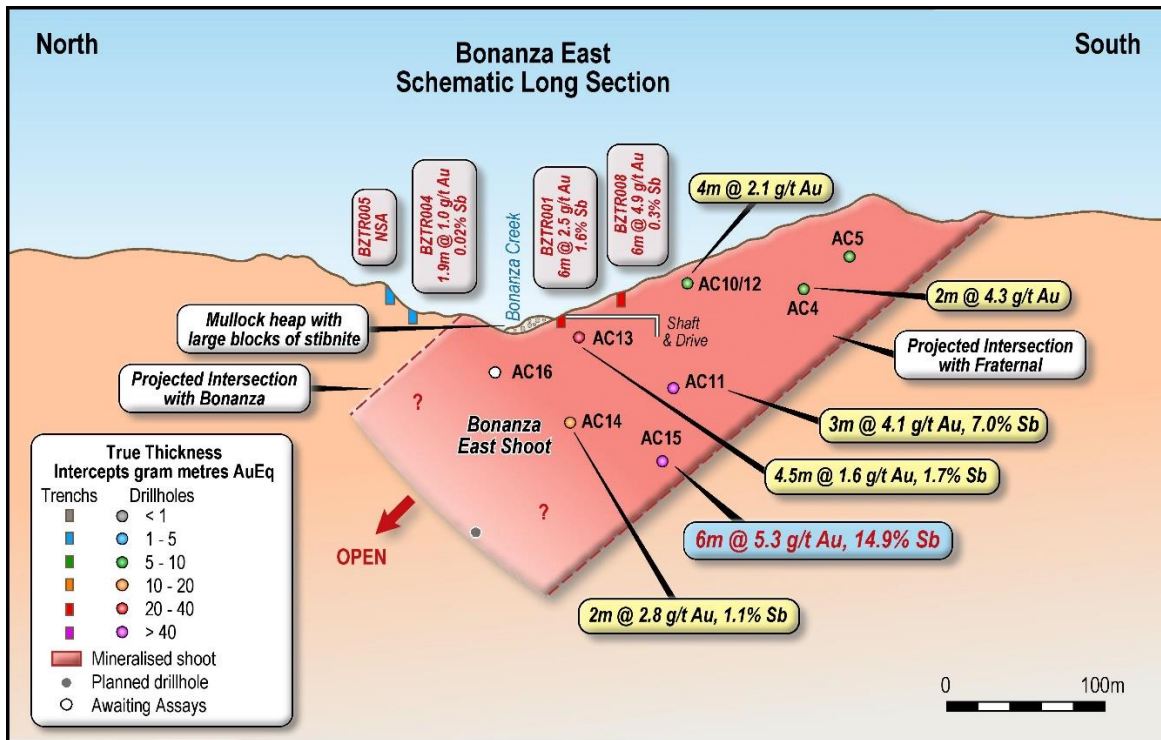 North
Bonanza East
Schematic Long Section
South
BZTR005
NSA
BZTR004
1.9m @ 1.0 g/t Au
0.02% Sb
Bonanza Creek
BZTR001
6m @ 2.5 g/t Au
1.6% Sb
BZTR008
6m @ 4.9 g/t Au
0.3% Sb
4m @ 2.1 g/t Au
AC5
AC10/12
AC4
2m @ 4.3 g/t Au
Mullock heap with
large blocks of stibnite
Shaft
& Drive
AC13
Projected Intersection
with Fraternal
Projected Intersection
with Bonanza
AC16
AC11
?
Bonanza
East Shoot
AC14
AC15
3m @ 4.1 g/t Au, 7.0% Sb
4.5m @ 1.6 g/t Au, 1.7% Sb
?
6m @ 5.3 g/t Au, 14.9% Sb
OPEN
2m @ 2.8 g/t Au, 1.1% Sb
True Thickness
Intercepts gram metres AuEq
Trenchs Drillholes
< 1
1 - 5
5 - 10
10 - 20
20 - 40
> 40
Mineralised shoot
Planned drillhole
Awaiting Assays
0 100m